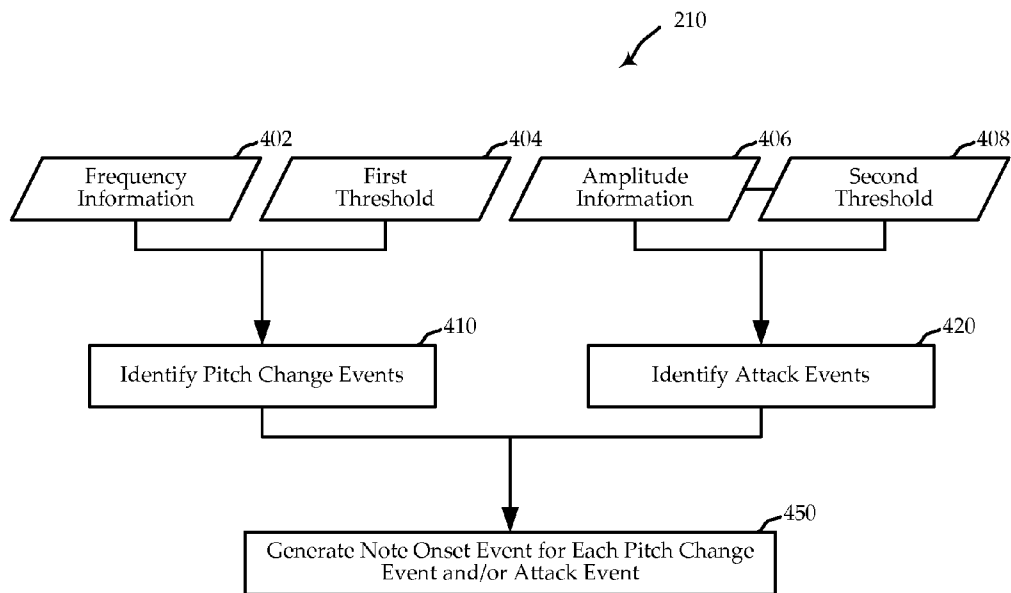 210
402
404
406
408
Frequency
Information
First
Threshold
Amplitude
Information
Second
Threshold
410
420
Identify Pitch Change Events
Identify Attack Events
450
Generate Note Onset Event for Each Pitch Change
Event and/or Attack Event